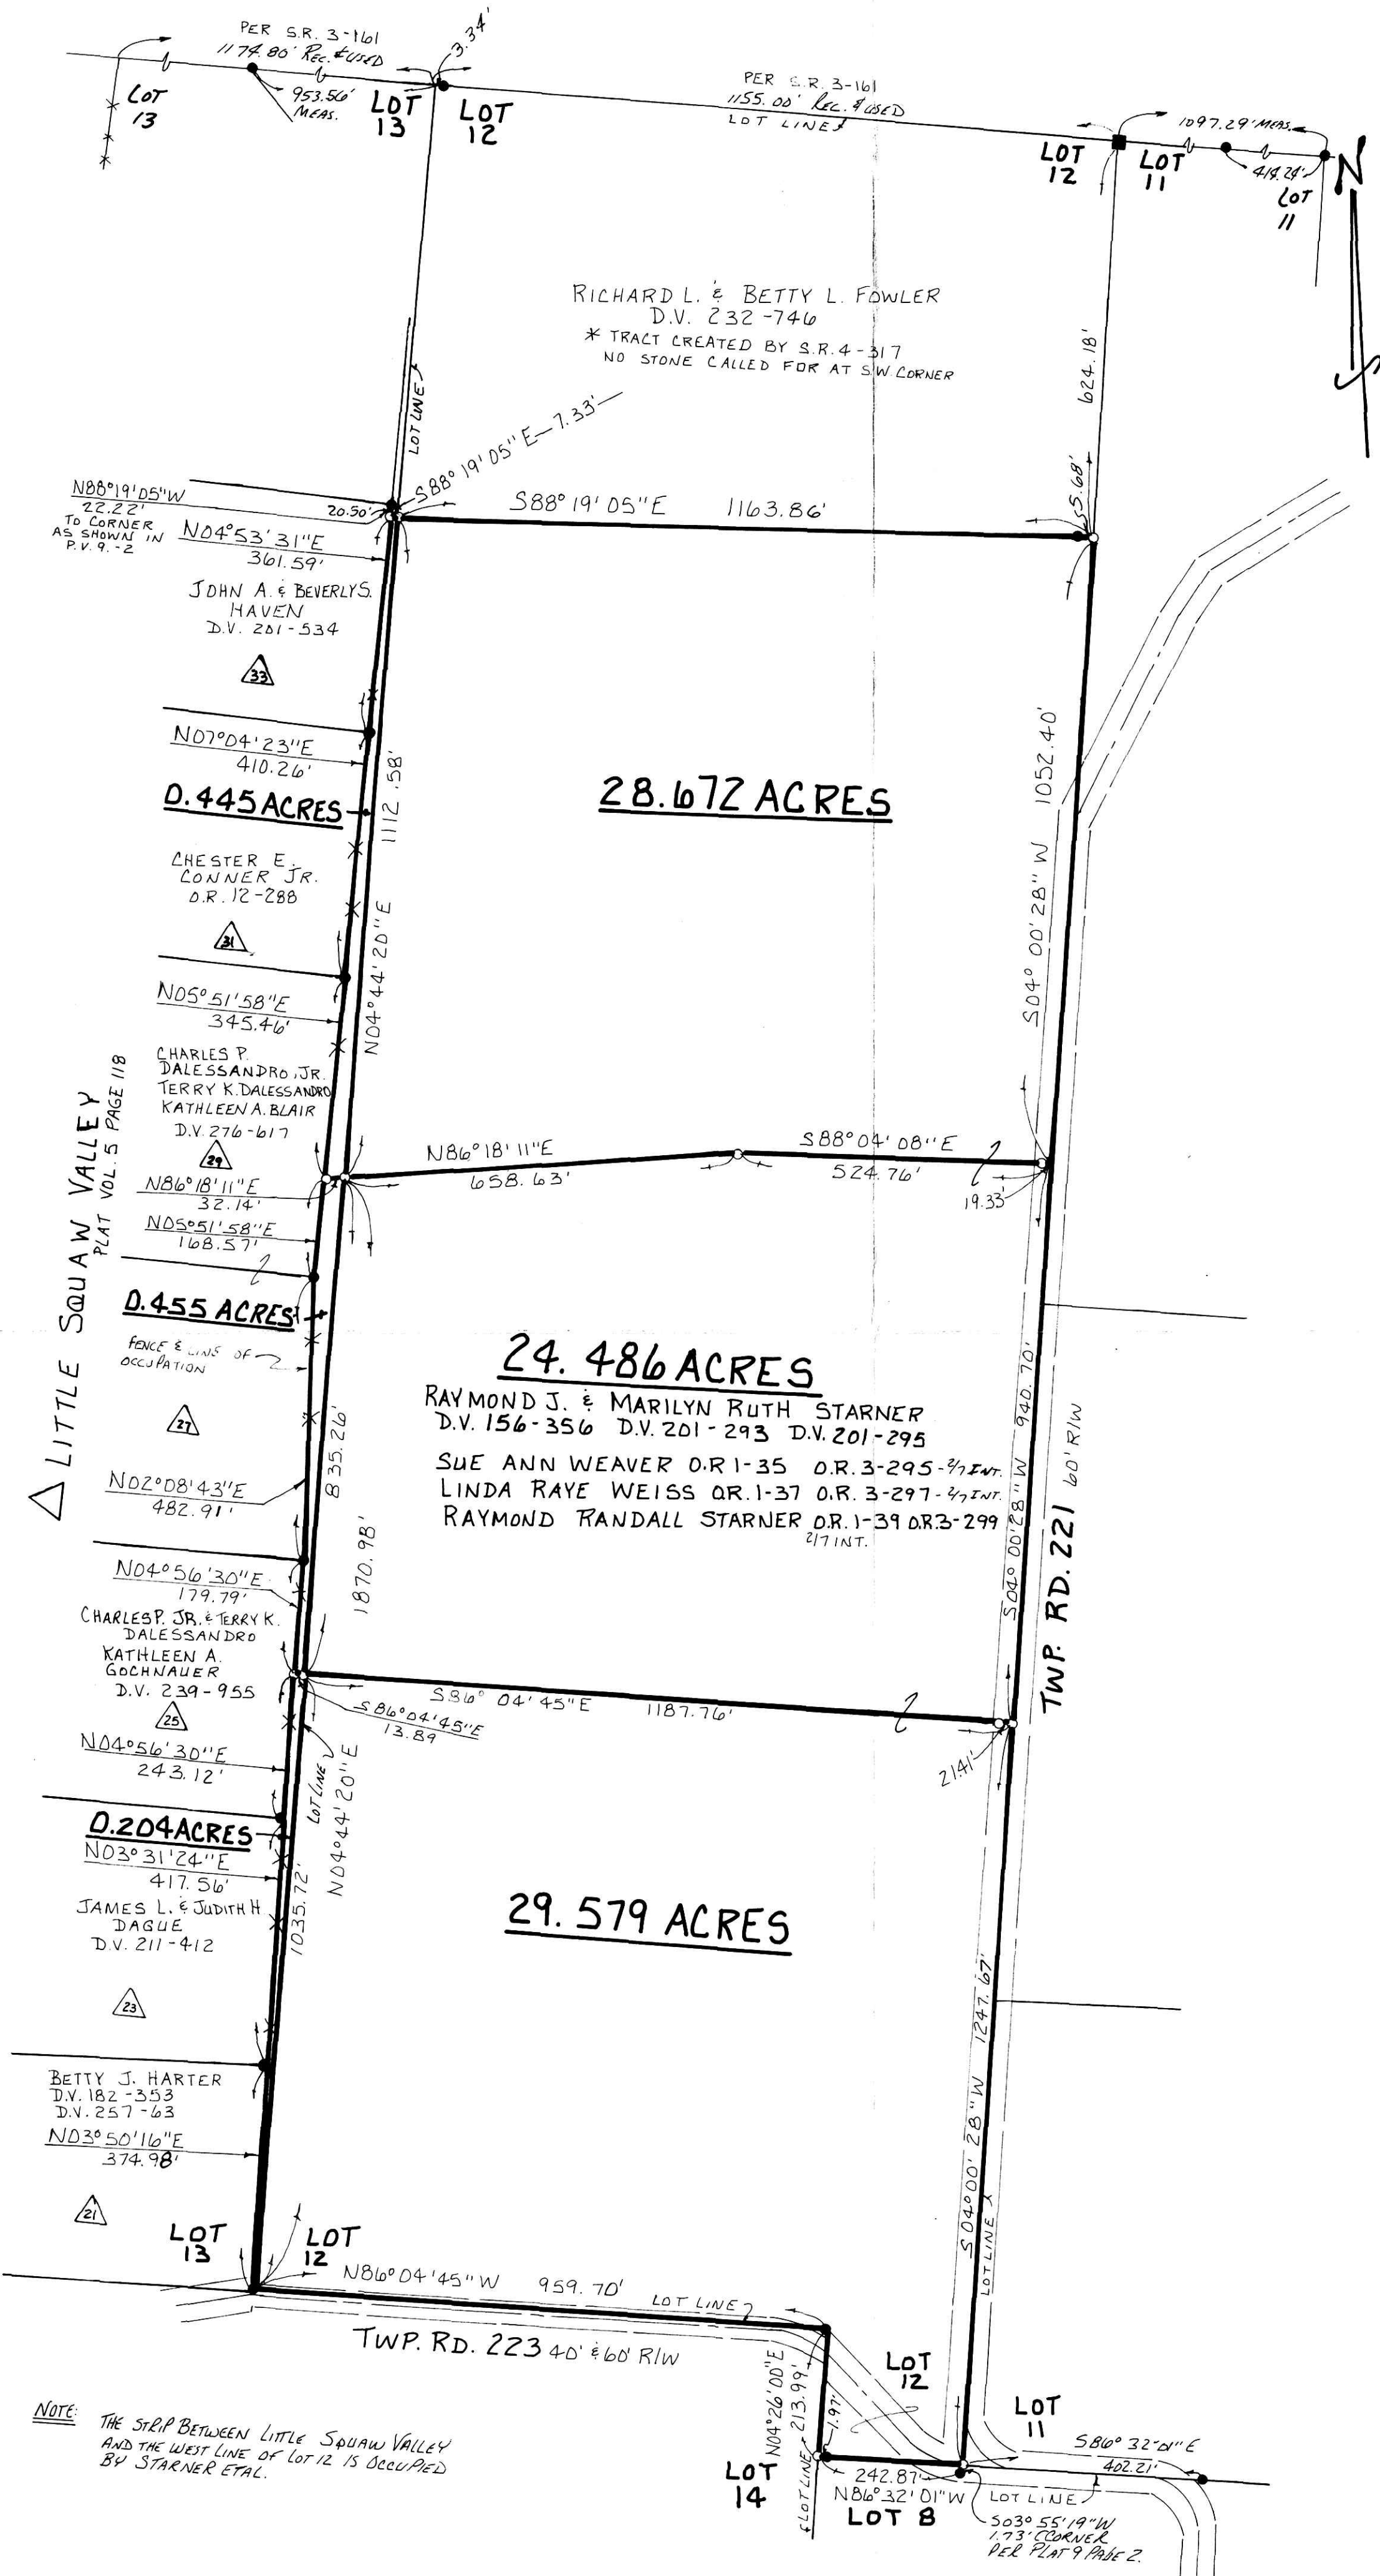 PER S.R. 3-161
1174.80' REC. & USED
3.34'
953.56'
MEAS.
LOT
13
LOT
13
LOT
12
PER S.R. 3-161
1155.00' REC. & USED
LOT LINE
LOT
12
LOT
11
1097.29' MEAS.
LOT
11
N
RICHARD L. & BETTY L. FOWLER
D.V. 232-746
* TRACT CREATED BY S.R. 4-317
NO STONE CALLED FOR AT S.W. CORNER
624.18'
LOT LINE
S88°19'05"E 7.33'
N88°19'05"W
22.22'
TO CORNER
AS SHOWN IN
P.V. 9.-2
20.50'
S88°19'05"E 1163.86'
55.68'
N04°53'31"E
361.59'
JOHN A. & BEVERLY S.
HAVEN
D.V. 201-534
33
N07°04'23"E
410.26'
0.445 ACRES
1112.58'
N04°44'20"E
28.672 ACRES
S04°00'28"W 1052.40'
CHESTER E.
CONNER JR.
O.R. 12-288
31
N05°51'58"E
345.46'
CHARLES P.
DALESSANDRO, JR.
TERRY K. DALESSANDRO
KATHLEEN A. BLAIR
D.V. 276-617
29
△ LITTLE SQUAW VALLEY
PLAT VOL. 5 PAGE 118
N86°18'11"E
32.14'
N05°51'58"E
168.57'
N86°18'11"E
658.63'
S88°04'08"E
524.76'
19.33'
0.455 ACRES
FENCE & LINE OF
OCCUPATION
27
24.486 ACRES
RAYMOND J. & MARILYN RUTH STARNER
D.V. 156-356 D.V. 201-293 D.V. 201-295
SUE ANN WEAVER O.R 1-35 O.R. 3-295-2/7 INT.
LINDA RAYE WEISS O.R. 1-37 O.R. 3-297-2/7 INT.
RAYMOND RANDALL STARNER O.R. 1-39 O.R.3-299
2/7 INT.
S04°00'28"W 940.70'
TWP. RD. 221 60' R/W
N02°08'43"E
482.91'
835.26'
1870.98'
N04°56'30"E
179.79'
CHARLES P. JR. & TERRY K.
DALESSANDRO
KATHLEEN A.
GOCHNAUER
D.V. 239-955
25
S86°04'45"E 1187.76'
S86°04'45"E
13.89
21.41'
N04°56'30"E
243.12'
LOT LINE
N04°44'20"E
0.204 ACRES
N03°31'24"E
417.56'
1035.72'
JAMES L. & JUDITH H
DAGUE
D.V. 211-412
23
29.579 ACRES
S04°00'28"W 1247.67'
LOT LINE
BETTY J. HARTER
D.V. 182-353
D.V. 257-63
N03°50'16"E
374.98'
21
LOT
13
LOT
12
N86°04'45"W 959.70'
LOT LINE
TWP. RD. 223 40' & 60' R/W
N04°26'00"E
213.99'
1.97'
LOT LINE
LOT
12
LOT
11
S86°32'01"E
402.21'
LOT
14
242.87'
N86°32'01"W
LOT 8
LOT LINE
S03°55'19"W
1.73' CORNER
PER PLAT 9 PAGE 2.
NOTE: THE STRIP BETWEEN LITTLE SQUAW VALLEY
AND THE WEST LINE OF LOT 12 IS OCCUPIED
BY STARNER ETAL.